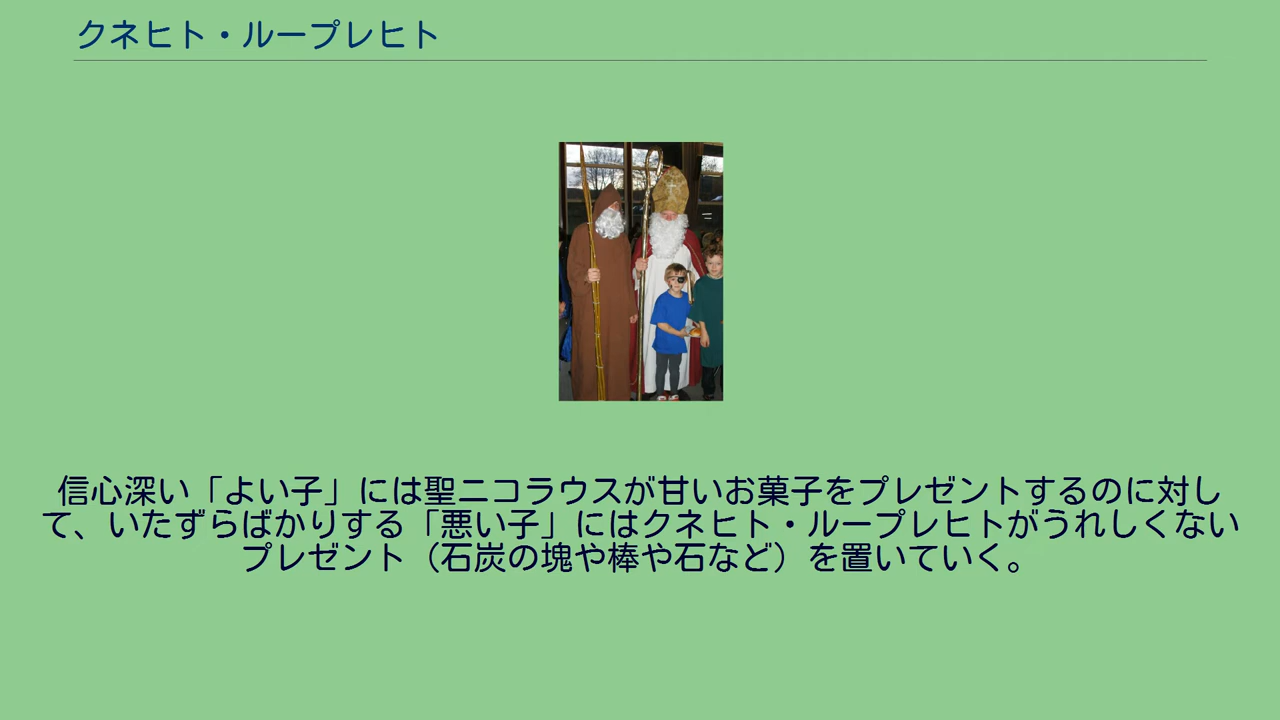 クネヒト・ループレヒト
信心深い「よい子」には聖ニコラウスが甘いお菓子をプレゼントするのに対し
て、いたずらばかりする「悪い子」にはクネヒト・ループレヒトがうれしくない
プレゼント（石炭の塊や棒や石など）を置いていく。